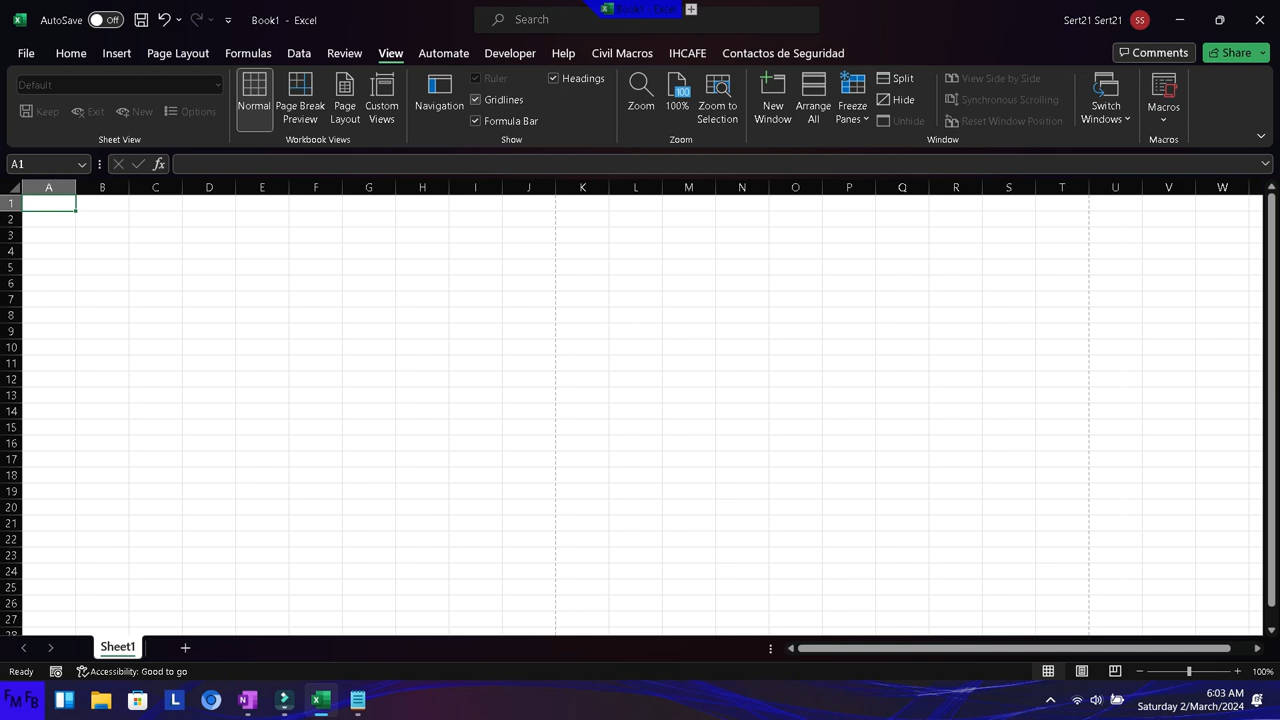 AutoSave Off Book1 - Excel Search Book1 - Excel Sert21 Sert21 SS
File Home Insert Page Layout Formulas Data Review View Automate Developer Help Civil Macros IHCAFE Contactos de Seguridad Comments Share
Default
Keep Exit New Options
Sheet View
Normal
Page Break
Preview
Page
Layout
Custom
Views
Workbook Views
Navigation
Ruler
Gridlines
Formula Bar
Headings
Show
Zoom
100
100%
Zoom to
Selection
Zoom
New
Window
Arrange
All
Freeze
Panes
Split
Hide
Unhide
View Side by Side
Synchronous Scrolling
Reset Window Position
Switch
Windows
Window
Macros
Macros
A1 fx
A B C D E F G H I J K L M N O P Q R S T U V W
1
2
3
4
5
6
7
8
9
10
11
12
13
14
15
16
17
18
19
20
21
22
23
24
25
26
27
28
Sheet1
Ready Accessibility: Good to go 100%
FM FB L N 6:03 AM
Saturday 2/March/2024